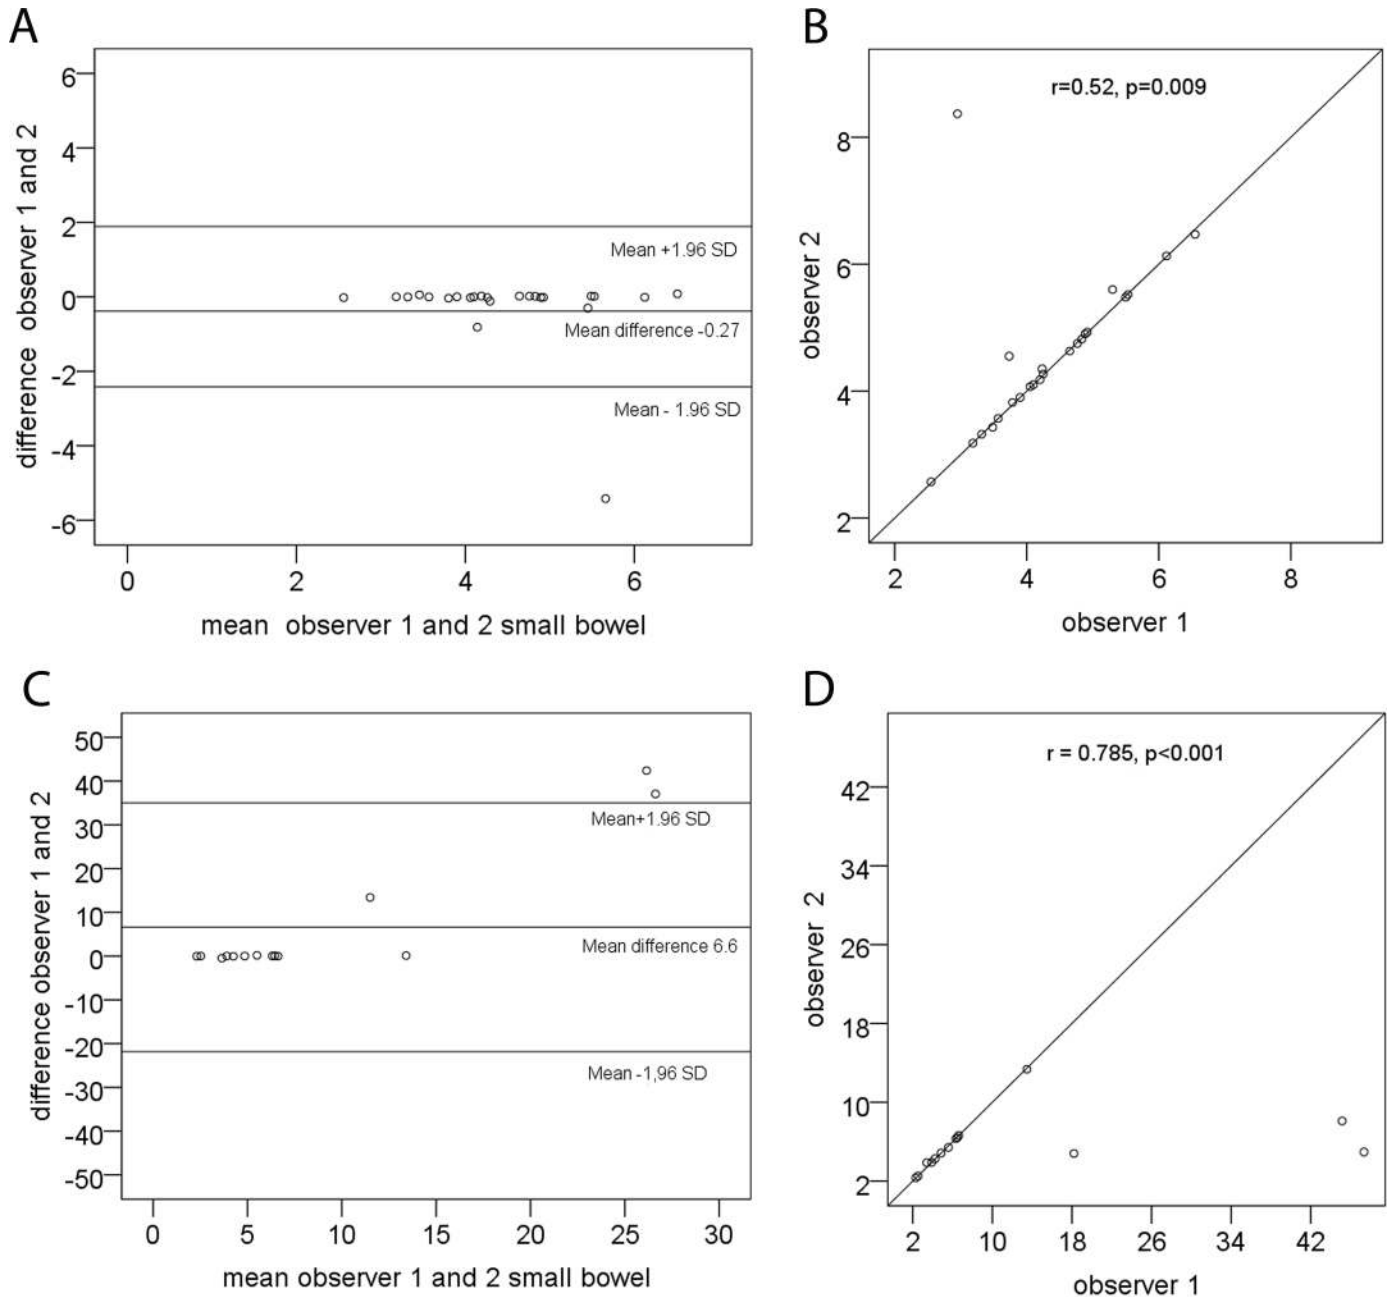 A
6
4
2
0
-2
-4
-6
difference  observer 1 and 2
Mean +1.96 SD
Mean difference -0.27
Mean - 1.96 SD
0 2 4 6
mean  observer 1 and 2 small bowel
B
r=0.52, p=0.009
8
6
4
2
observer 2
2 4 6 8
observer 1
C
50
40
30
20
10
0
-10
-20
-30
-40
-50
difference observer 1 and 2
Mean+1.96 SD
Mean difference 6.6
Mean -1,96 SD
0 5 10 15 20 25 30
mean observer 1 and 2 small bowel
D
r = 0.785, p<0.001
42
34
26
18
10
2
observer  2
2 10 18 26 34 42
observer 1